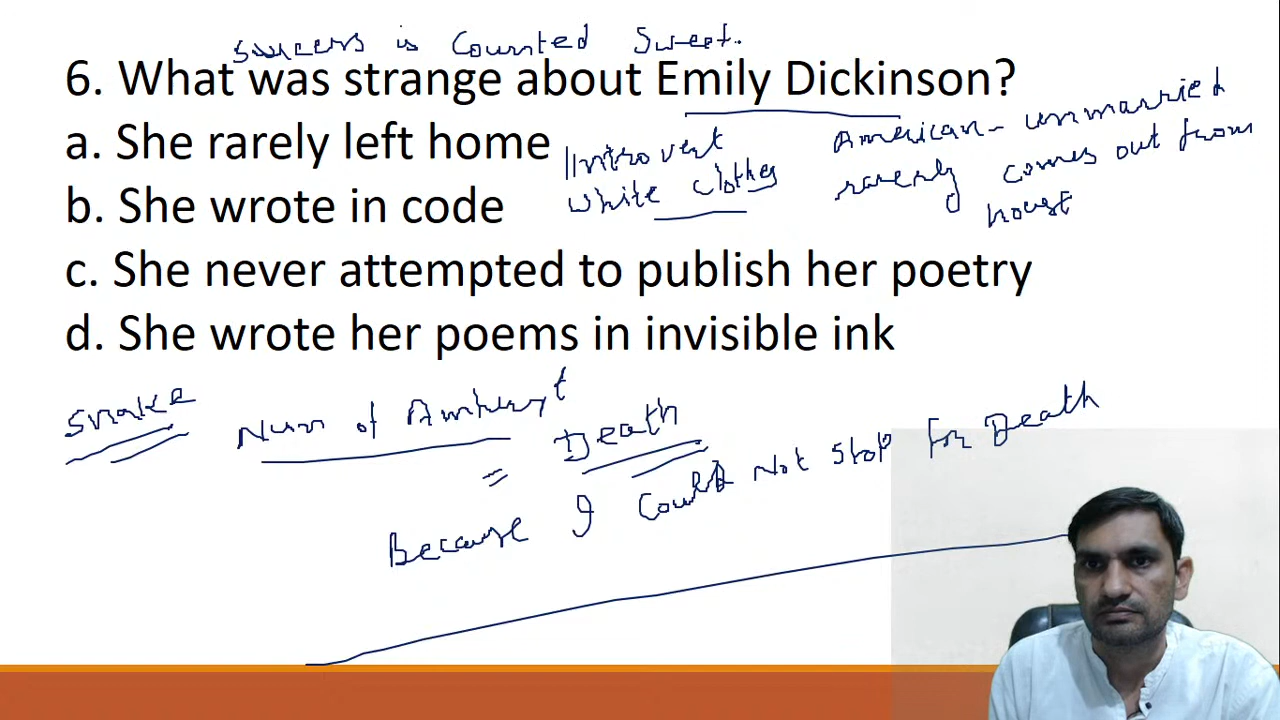 Success is Counted Sweet.
6. What was strange about Emily Dickinson?
a. She rarely left home
Introvert
American - unmarried
white clothes
rarerly comes out from
house
b. She wrote in code
c. She never attempted to publish her poetry
d. She wrote her poems in invisible ink
Snake
Nun of Amherst
= Death
Because I Could Not Stop For Death